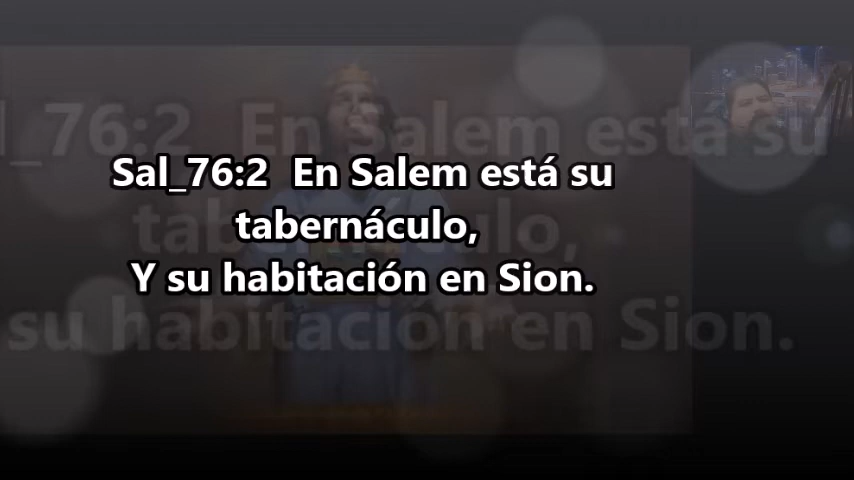 Sal_76:2 En Salem está su
tabernáculo,
Y su habitación en Sion.